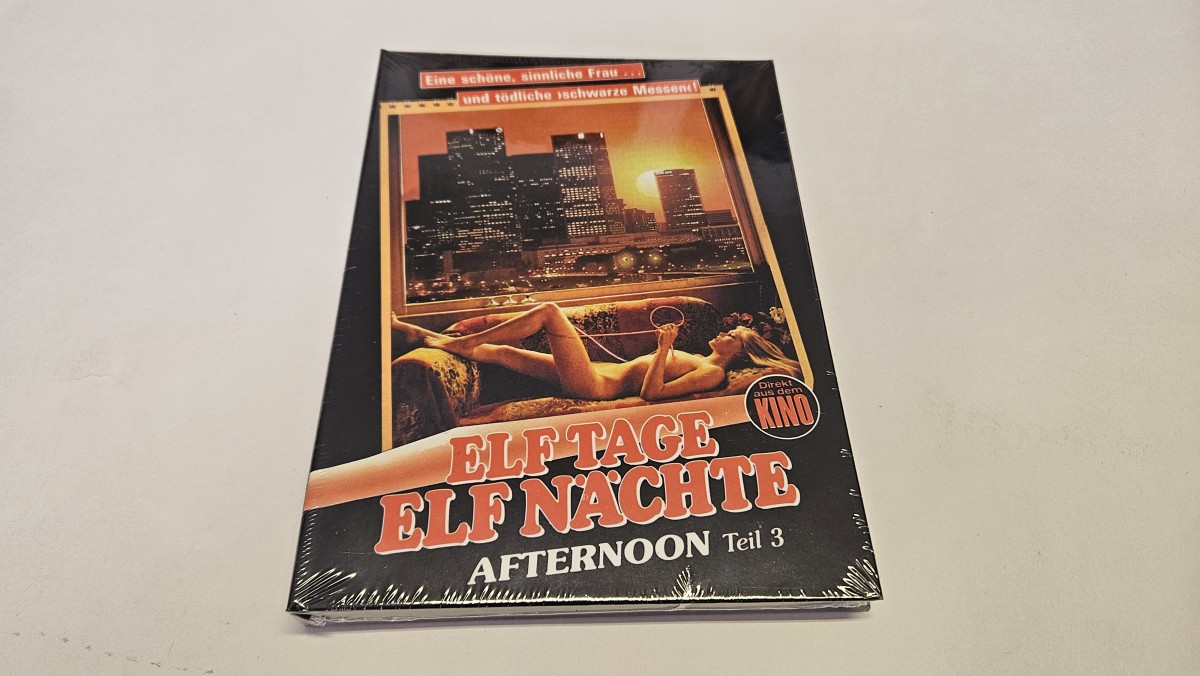 Eine schöne, sinnliche Frau ...
und tödliche ›schwarze Messen‹!
Direkt
aus dem
KINO
ELF TAGE
ELF NÄCHTE
AFTERNOON Teil 3